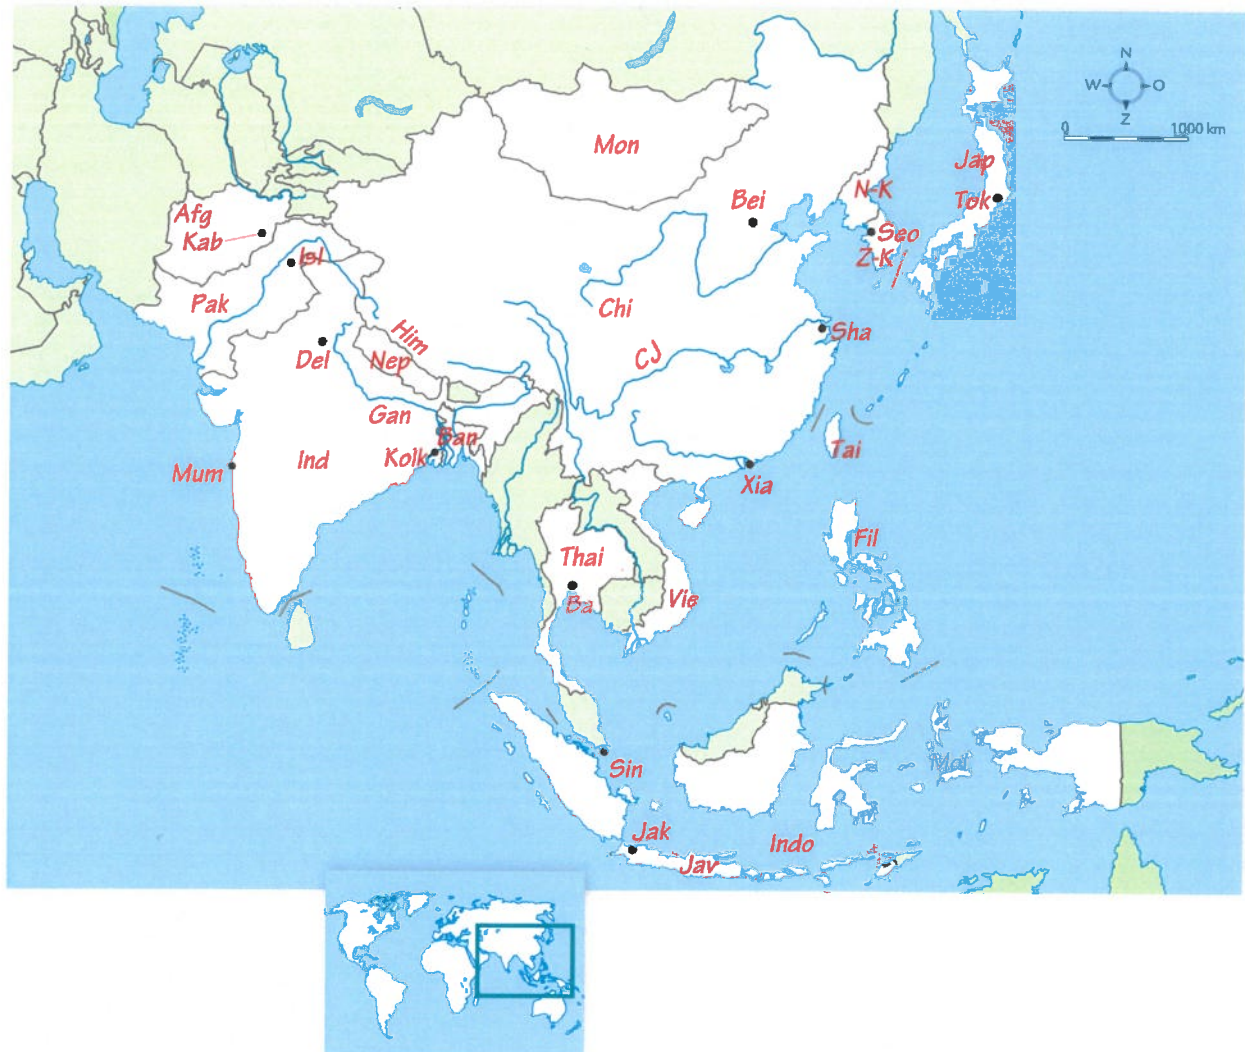 N
W
O
Z
0
1000 km
Mon
Jap
Tok
N-K
Bei
Afg
Kab
Seo
Z-K
Isl
Pak
Chi
Him
Sha
CJ
Del
Nep
Gan
Ban
Tai
Ind
Kolk
Mum
Xia
Fil
Thai
Ba
Vie
Sin
Mol
Jak
Indo
Jav